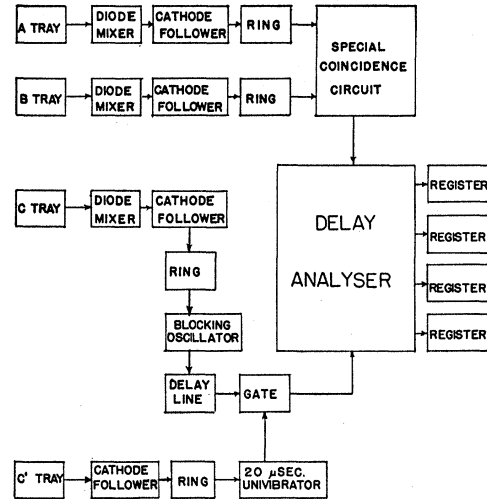 A TRAY
DIODE
MIXER
CATHODE
FOLLOWER
RING
SPECIAL
COINCIDENCE
CIRCUIT
B TRAY
DIODE
MIXER
CATHODE
FOLLOWER
RING
C TRAY
DIODE
MIXER
CATHODE
FOLLOWER
DELAY
ANALYSER
REGISTER
REGISTER
REGISTER
REGISTER
RING
BLOCKING
OSCILLATOR
DELAY
LINE
GATE
C' TRAY
CATHODE
FOLLOWER
RING
20 μSEC.
UNIVIBRATOR